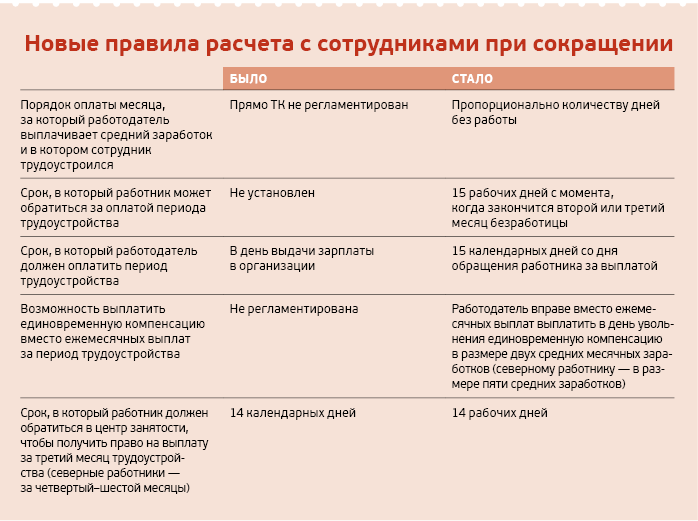 Новые правила расчета с сотрудниками при сокращении
БЫЛО
СТАЛО
Порядок оплаты месяца,
за который работодатель
выплачивает средний заработок
и в котором сотрудник
трудоустроился
Прямо ТК не регламентирован
Пропорционально количеству дней
без работы
Срок, в который работник может
обратиться за оплатой периода
трудоустройства
Не установлен
15 рабочих дней с момента,
когда закончится второй или третий
месяц безработицы
Срок, в который работодатель
должен оплатить период
трудоустройства
В день выдачи зарплаты
в организации
15 календарных дней со дня
обращения работника за выплатой
Возможность выплатить
единовременную компенсацию
вместо ежемесячных выплат
за период трудоустройства
Не регламентирована
Работодатель вправе вместо ежеме-
сячных выплат выплатить в день уволь-
нения единовременную компенсацию
в размере двух средних месячных зара-
ботков (северному работнику — в раз-
мере пяти средних заработков)
Срок, в который работник должен
обратиться в центр занятости,
чтобы получить право на выплату
за третий месяц трудоустрой-
ства (северные работники —
за четвертый–шестой месяцы)
14 календарных дней
14 рабочих дней